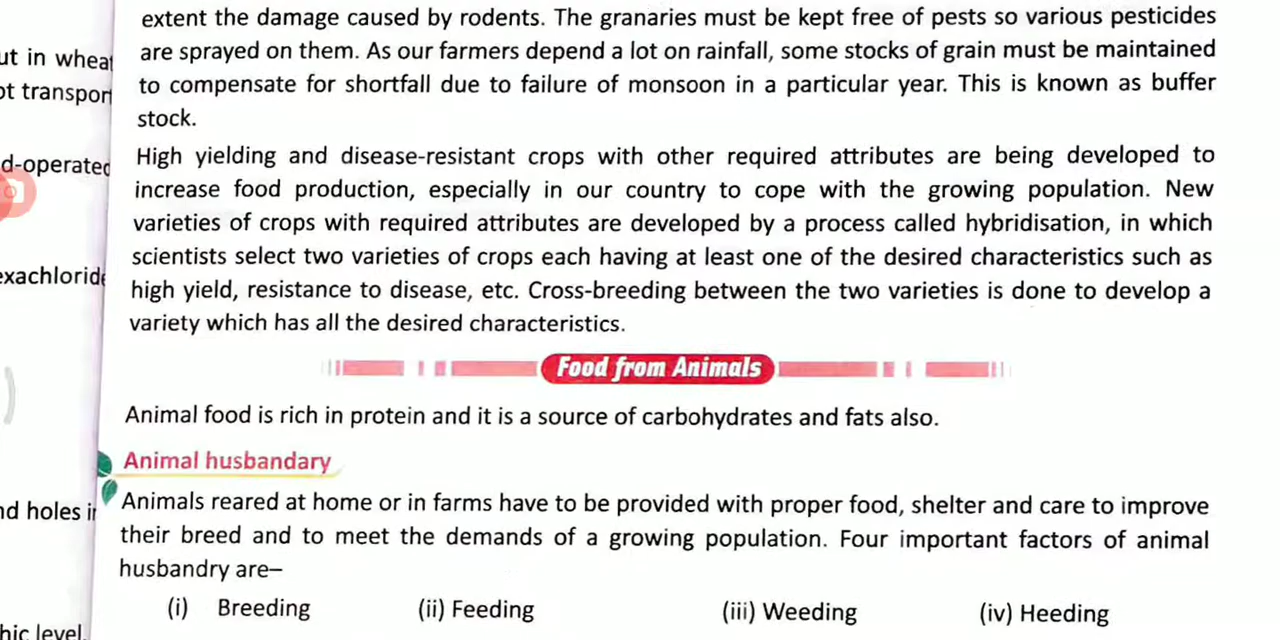 extent the damage caused by rodents. The granaries must be kept free of pests so various pesticides
are sprayed on them. As our farmers depend a lot on rainfall, some stocks of grain must be maintained
to compensate for shortfall due to failure of monsoon in a particular year. This is known as buffer
stock.
High yielding and disease-resistant crops with other required attributes are being developed to
increase food production, especially in our country to cope with the growing population. New
varieties of crops with required attributes are developed by a process called hybridisation, in which
scientists select two varieties of crops each having at least one of the desired characteristics such as
high yield, resistance to disease, etc. Cross-breeding between the two varieties is done to develop a
variety which has all the desired characteristics.
Food from Animals
Animal food is rich in protein and it is a source of carbohydrates and fats also.
Animal husbandary
Animals reared at home or in farms have to be provided with proper food, shelter and care to improve
their breed and to meet the demands of a growing population. Four important factors of animal
husbandry are–
(i) Breeding (ii) Feeding (iii) Weeding (iv) Heeding
ut in wheat
ot transport
d-operated
exachloride
nd holes in
hic level.